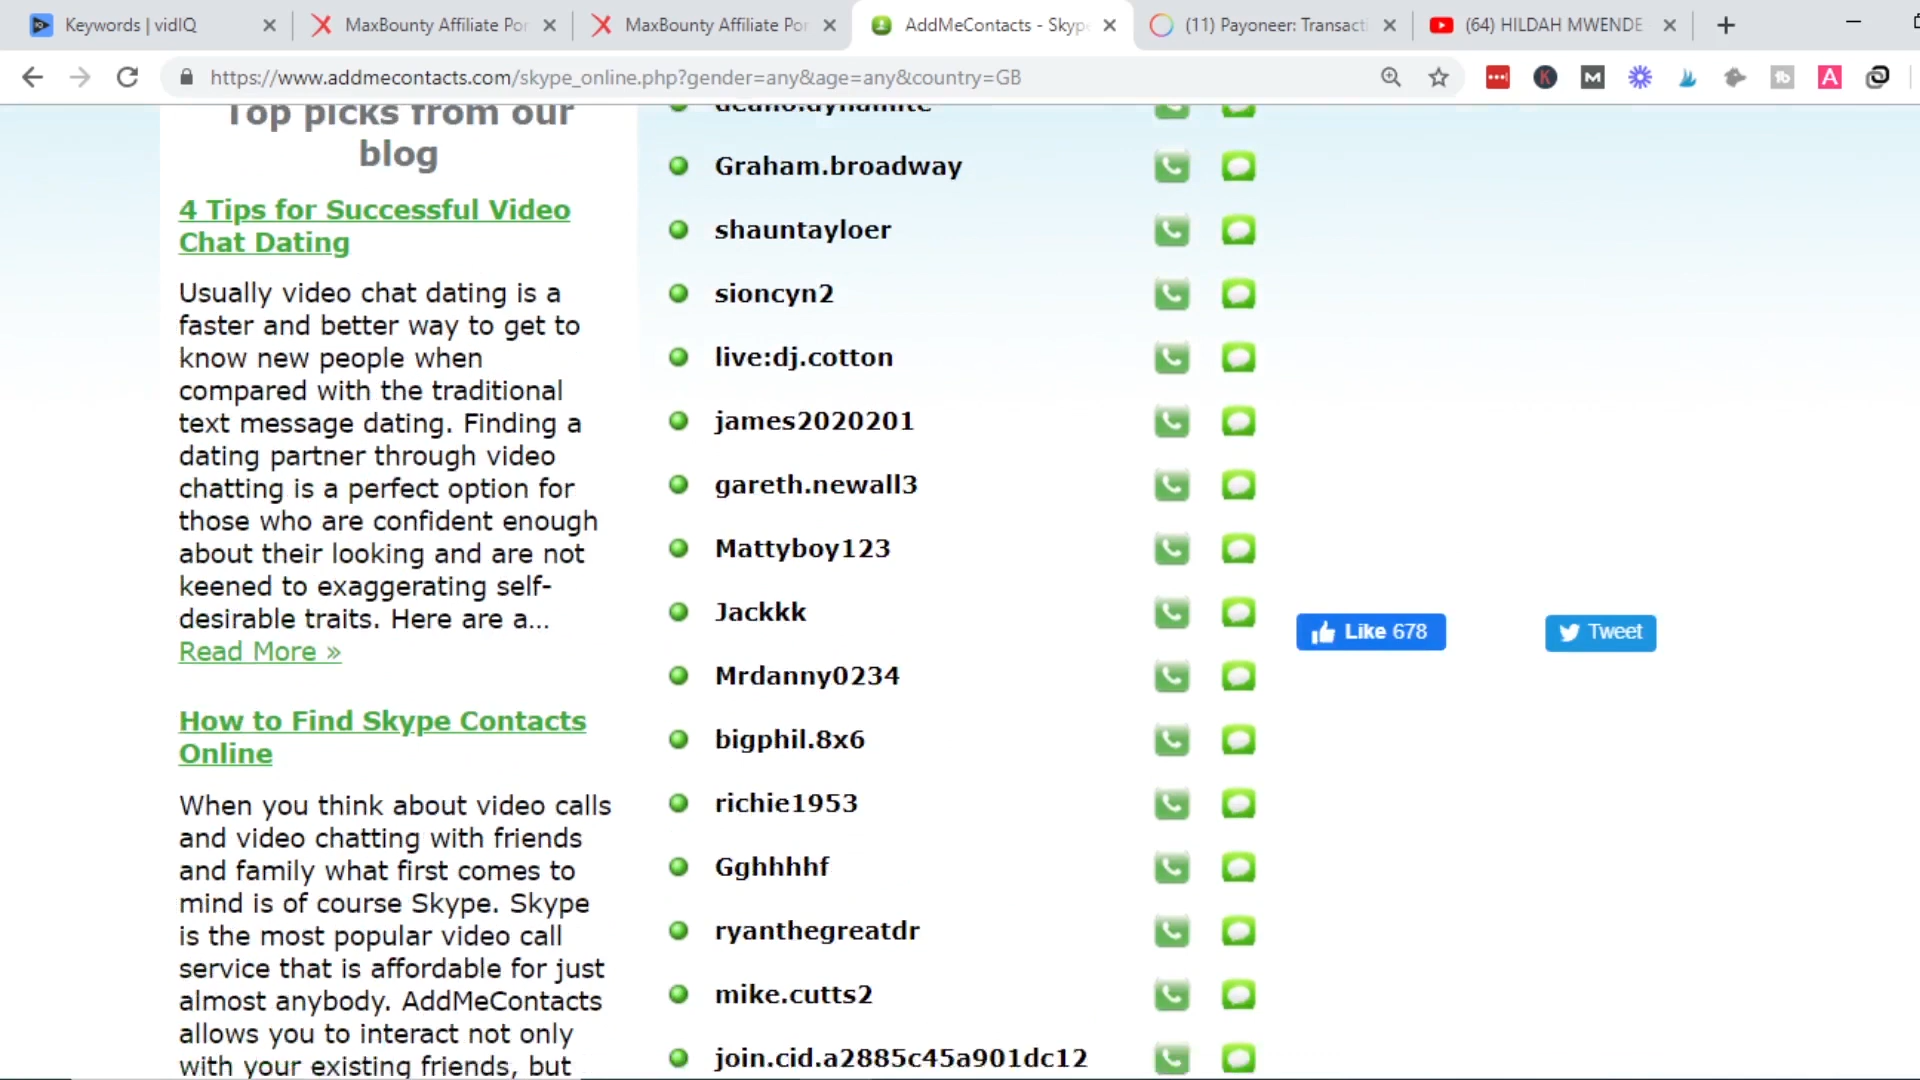 Keywords | vidIQ
MaxBounty Affiliate Por
MaxBounty Affiliate Por
AddMeContacts - Skype
(11) Payoneer: Transacti
(64) HILDAH MWENDE
https://www.addmecontacts.com/skype_online.php?gender=any&age=any&country=GB
Top picks from our
blog
4 Tips for Successful Video
Chat Dating
Usually video chat dating is a
faster and better way to get to
know new people when
compared with the traditional
text message dating. Finding a
dating partner through video
chatting is a perfect option for
those who are confident enough
about their looking and are not
keened to exaggerating self-
desirable traits. Here are a...
Read More »
How to Find Skype Contacts
Online
When you think about video calls
and video chatting with friends
and family what first comes to
mind is of course Skype. Skype
is the most popular video call
service that is affordable for just
almost anybody. AddMeContacts
allows you to interact not only
with your existing friends, but
deano.dynamite
Graham.broadway
shauntayloer
sioncyn2
live:dj.cotton
james2020201
gareth.newall3
Mattyboy123
Jackkk
Mrdanny0234
bigphil.8x6
richie1953
Gghhhhf
ryanthegreatdr
mike.cutts2
join.cid.a2885c45a901dc12
Like 678
Tweet